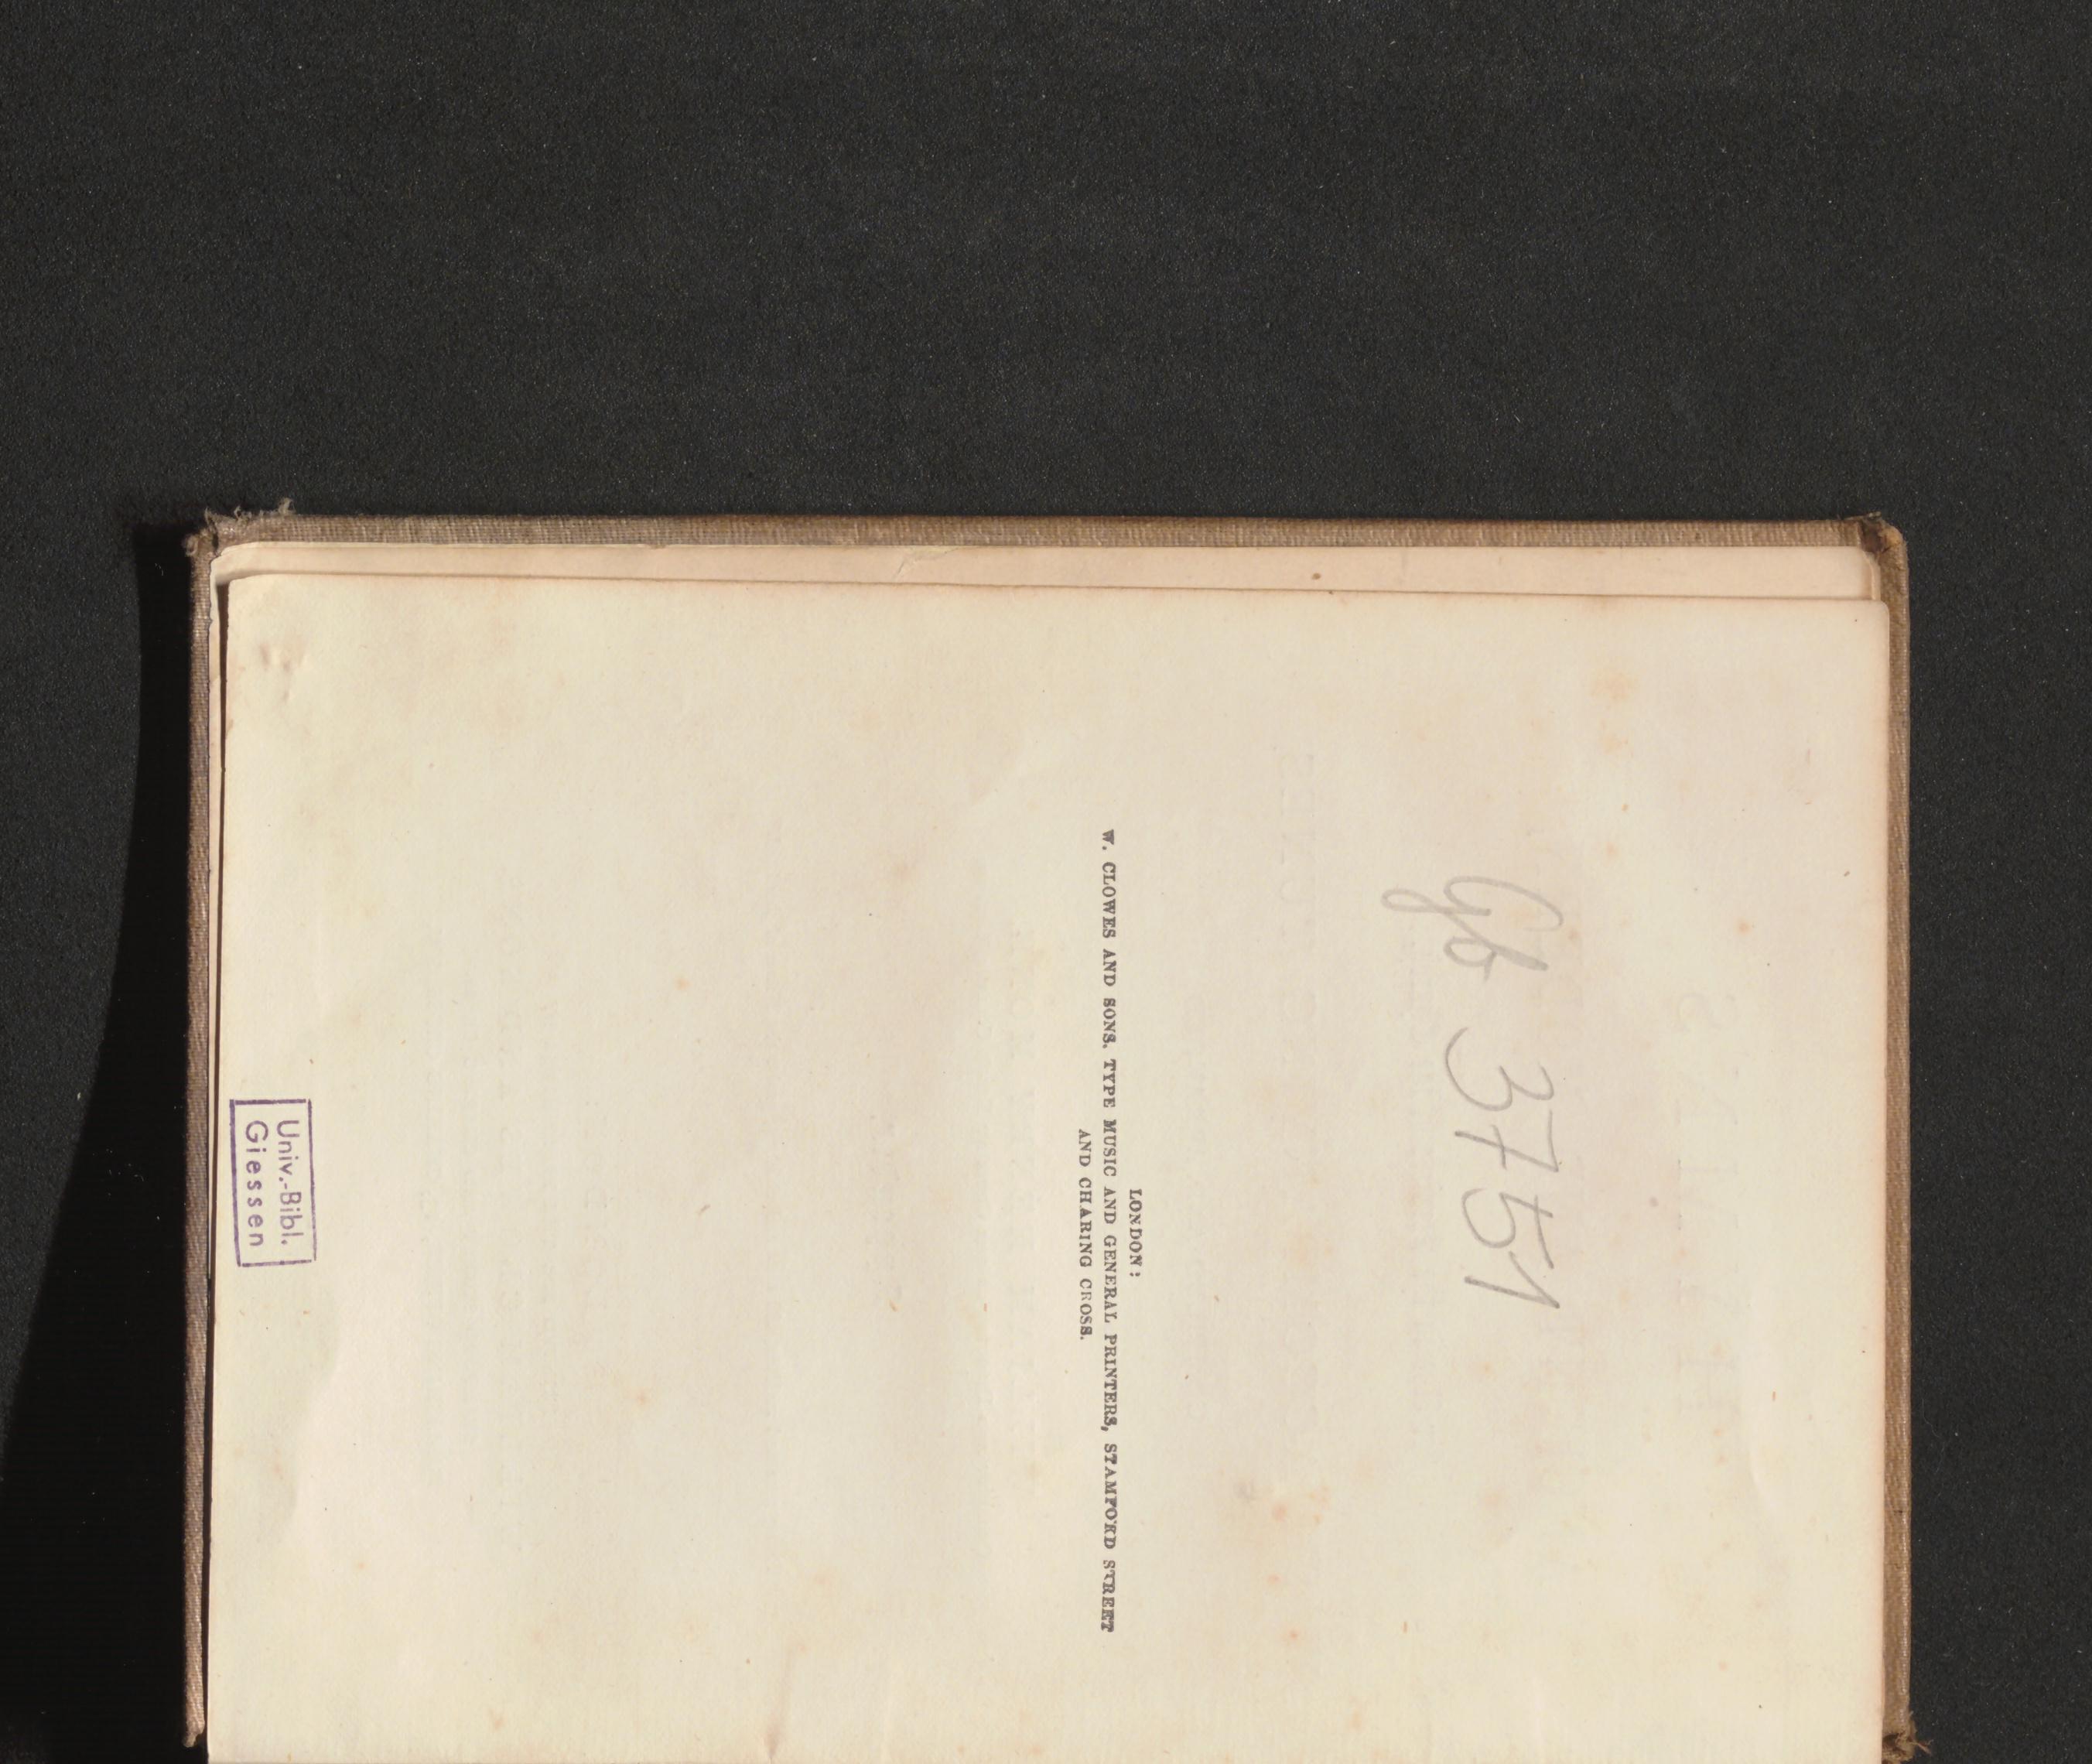 Gb 3751
LONDON:
W. CLOWES AND SONS, TYPE MUSIC AND GENERAL PRINTERS, STAMFORD STREET
AND CHARING CROSS.
Univ.-Bibl.
Giessen